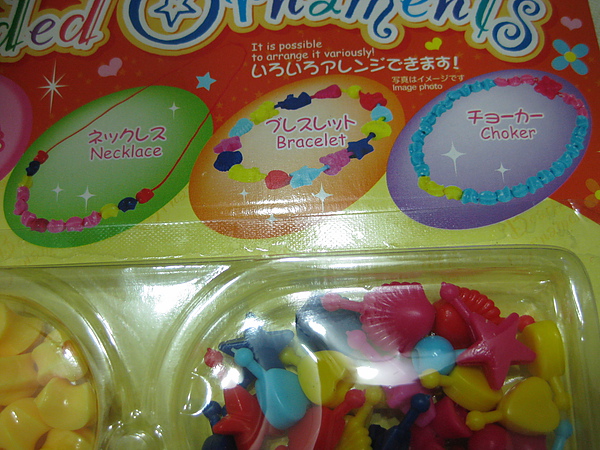 ded Ornaments
It is possible
to arrange it variously!
いろいろアレンジできます!
写真はイメージです
Image photo
ネックレス
Necklace
ブレスレット
Bracelet
チョーカー
Choker